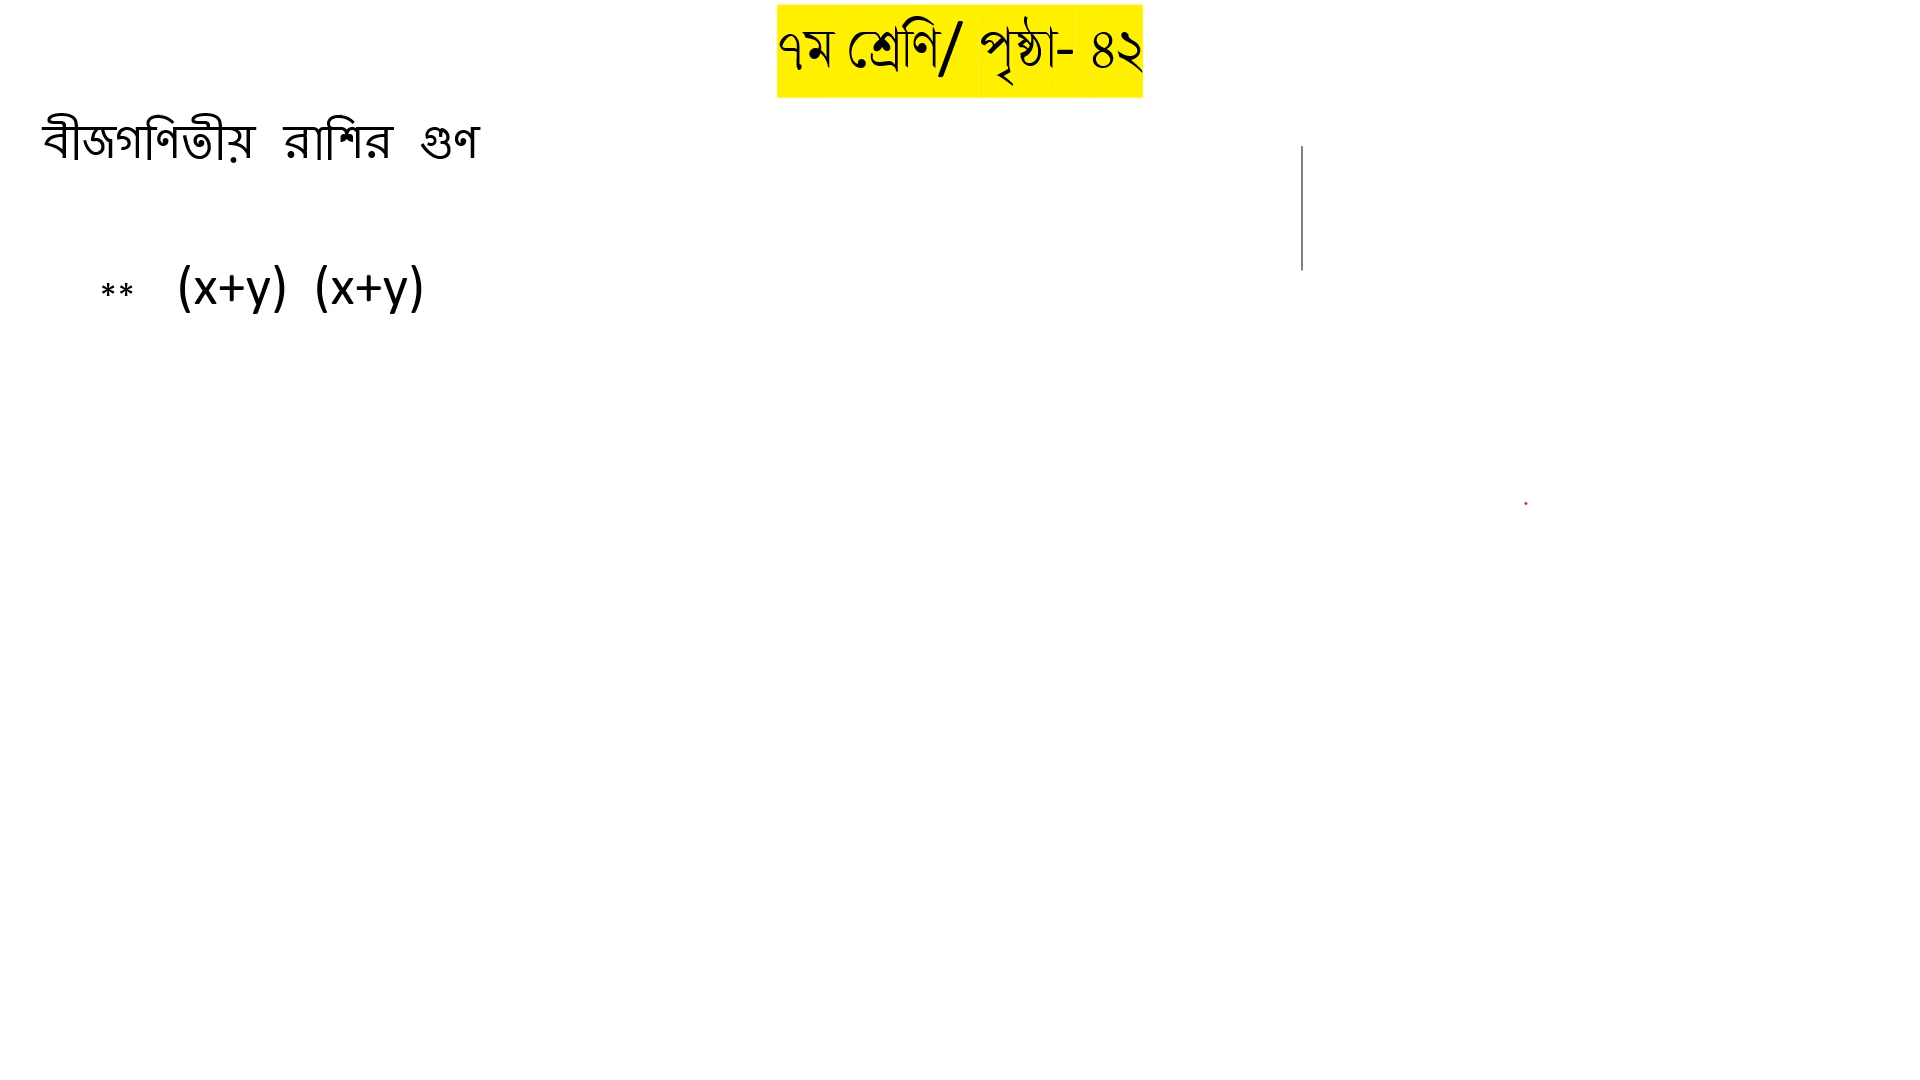 ৭ম শ্রেণি/ পৃষ্ঠা- ৪২
বীজগণিতীয় রাশির গুণ
** (x+y) (x+y)